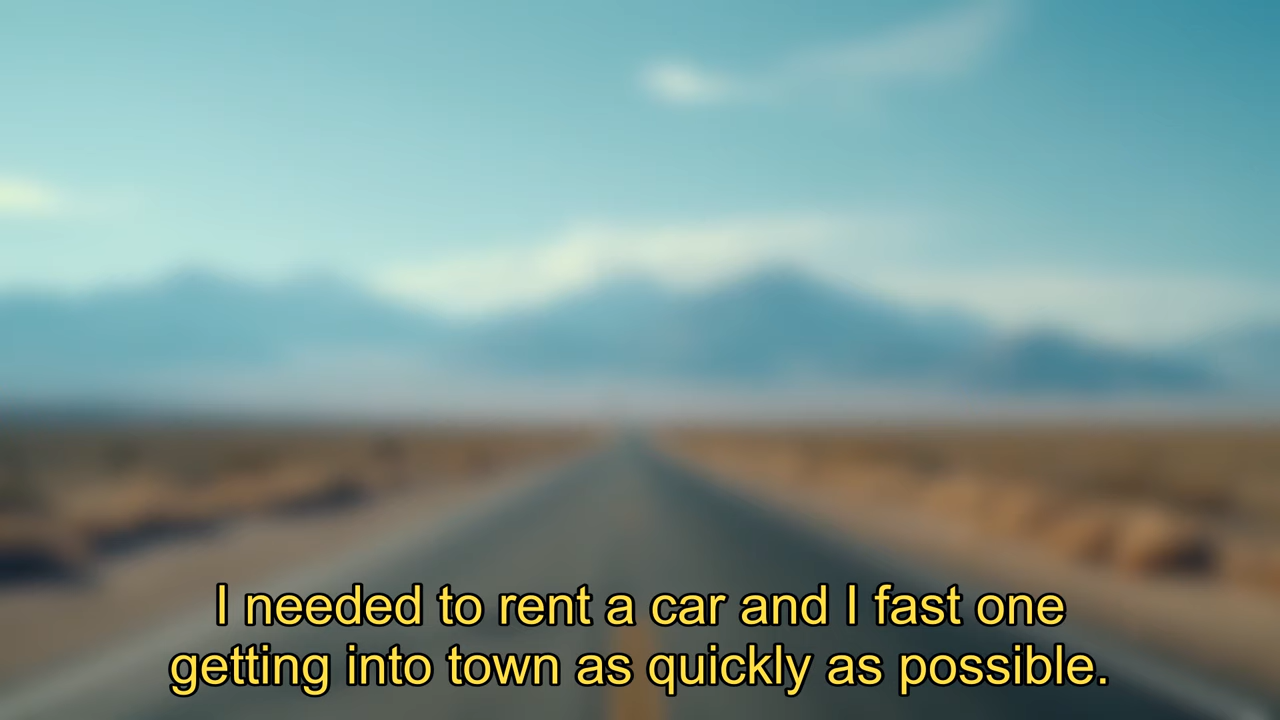 I needed to rent a car and I fast one
getting into town as quickly as possible.